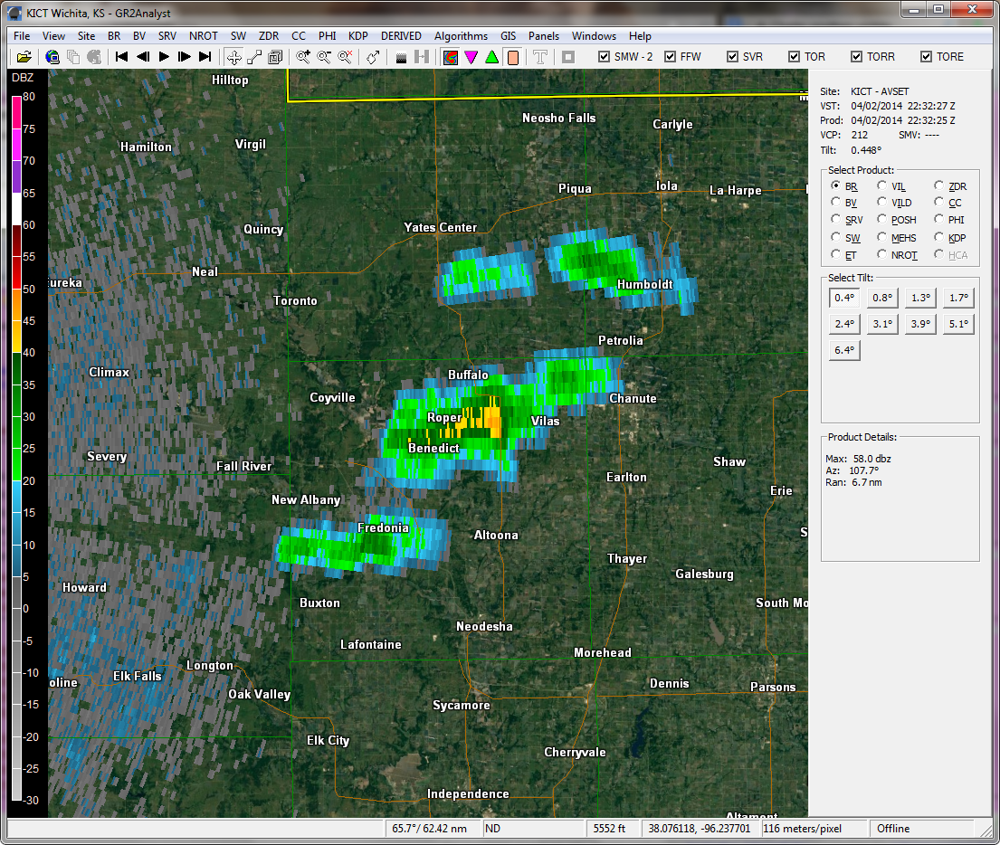 KICT Wichita, KS - GR2Analyst
File View Site BR BV SRV NROT SW ZDR CC PHI KDP DERIVED Algorithms GIS Panels Windows Help
SMW - 2 FFW SVR TOR TORR TORE
DBZ
80
75
70
65
60
55
50
45
40
35
30
25
20
15
10
5
0
-5
-10
-15
-20
-25
-30
Hilltop
Neosho Falls
Carlyle
Hamilton
Virgil
Piqua
Iola
La Harpe
Quincy
Yates Center
Neal
ureka
Toronto
Humboldt
Petrolia
Climax
Buffalo
Coyville
Chanute
Roper
Vilas
Benedict
Severy
Fall River
Shaw
Earlton
Erie
New Albany
Fredonia
Altoona
Thayer
Galesburg
Howard
Buxton
South Mo
Neodesha
Lafontaine
Morehead
Longton
Elk Falls
oline
Oak Valley
Dennis
Parsons
Sycamore
Elk City
Cherryvale
Independence
Altamont
Site: KICT - AVSET
VST: 04/02/2014 22:32:27 Z
Prod: 04/02/2014 22:32:25 Z
VCP: 212 SMV: ----
Tilt: 0.448°
Select Product:
BR VIL ZDR
BV VILD CC
SRV POSH PHI
SW MEHS KDP
ET NROT HCA
Select Tilt:
0.4° 0.8° 1.3° 1.7°
2.4° 3.1° 3.9° 5.1°
6.4°
Product Details:
Max: 58.0 dbz
Az: 107.7°
Ran: 6.7 nm
65.7°/ 62.42 nm ND 5552 ft 38.076118, -96.237701 116 meters/pixel Offline